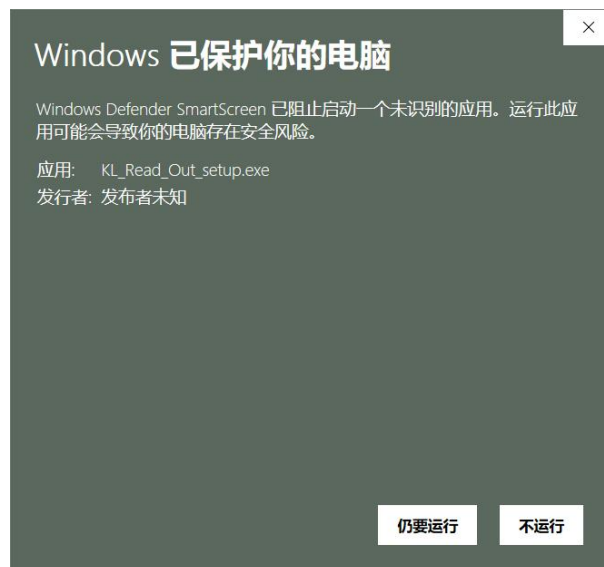 Windows 已保护你的电脑
Windows Defender SmartScreen 已阻止启动一个未识别的应用。运行此应
用可能会导致你的电脑存在安全风险。
应用: KL_Read_Out_setup.exe
发行者: 发布者未知
仍要运行 不运行